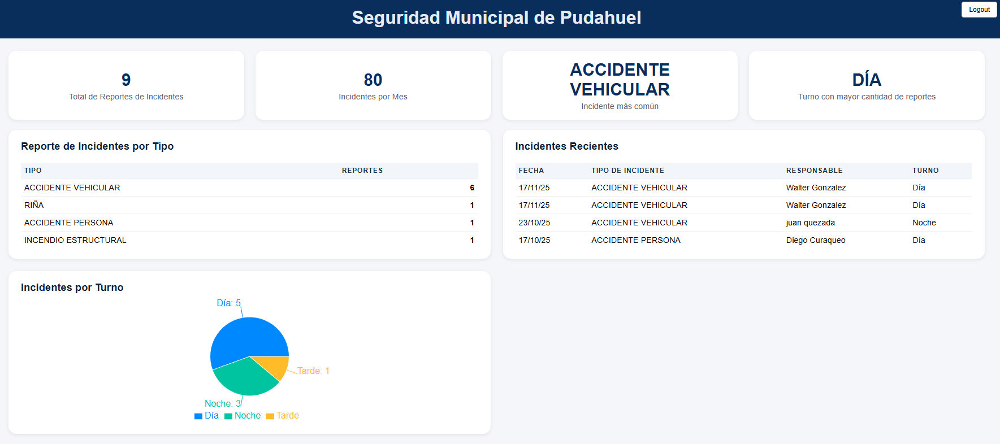 Seguridad Municipal de Pudahuel
Logout
9
Total de Reportes de Incidentes
80
Incidentes por Mes
ACCIDENTE
VEHICULAR
Incidente más común
DÍA
Turno con mayor cantidad de reportes
Reporte de Incidentes por Tipo
TIPO REPORTES
ACCIDENTE VEHICULAR 6
RIÑA 1
ACCIDENTE PERSONA 1
INCENDIO ESTRUCTURAL 1
Incidentes Recientes
FECHA TIPO DE INCIDENTE RESPONSABLE TURNO
17/11/25 ACCIDENTE VEHICULAR Walter Gonzalez Día
17/11/25 ACCIDENTE VEHICULAR Walter Gonzalez Día
23/10/25 ACCIDENTE VEHICULAR juan quezada Noche
17/10/25 ACCIDENTE PERSONA Diego Curaqueo Día
Incidentes por Turno
Día: 5
Tarde: 1
Noche: 3
Día Noche Tarde